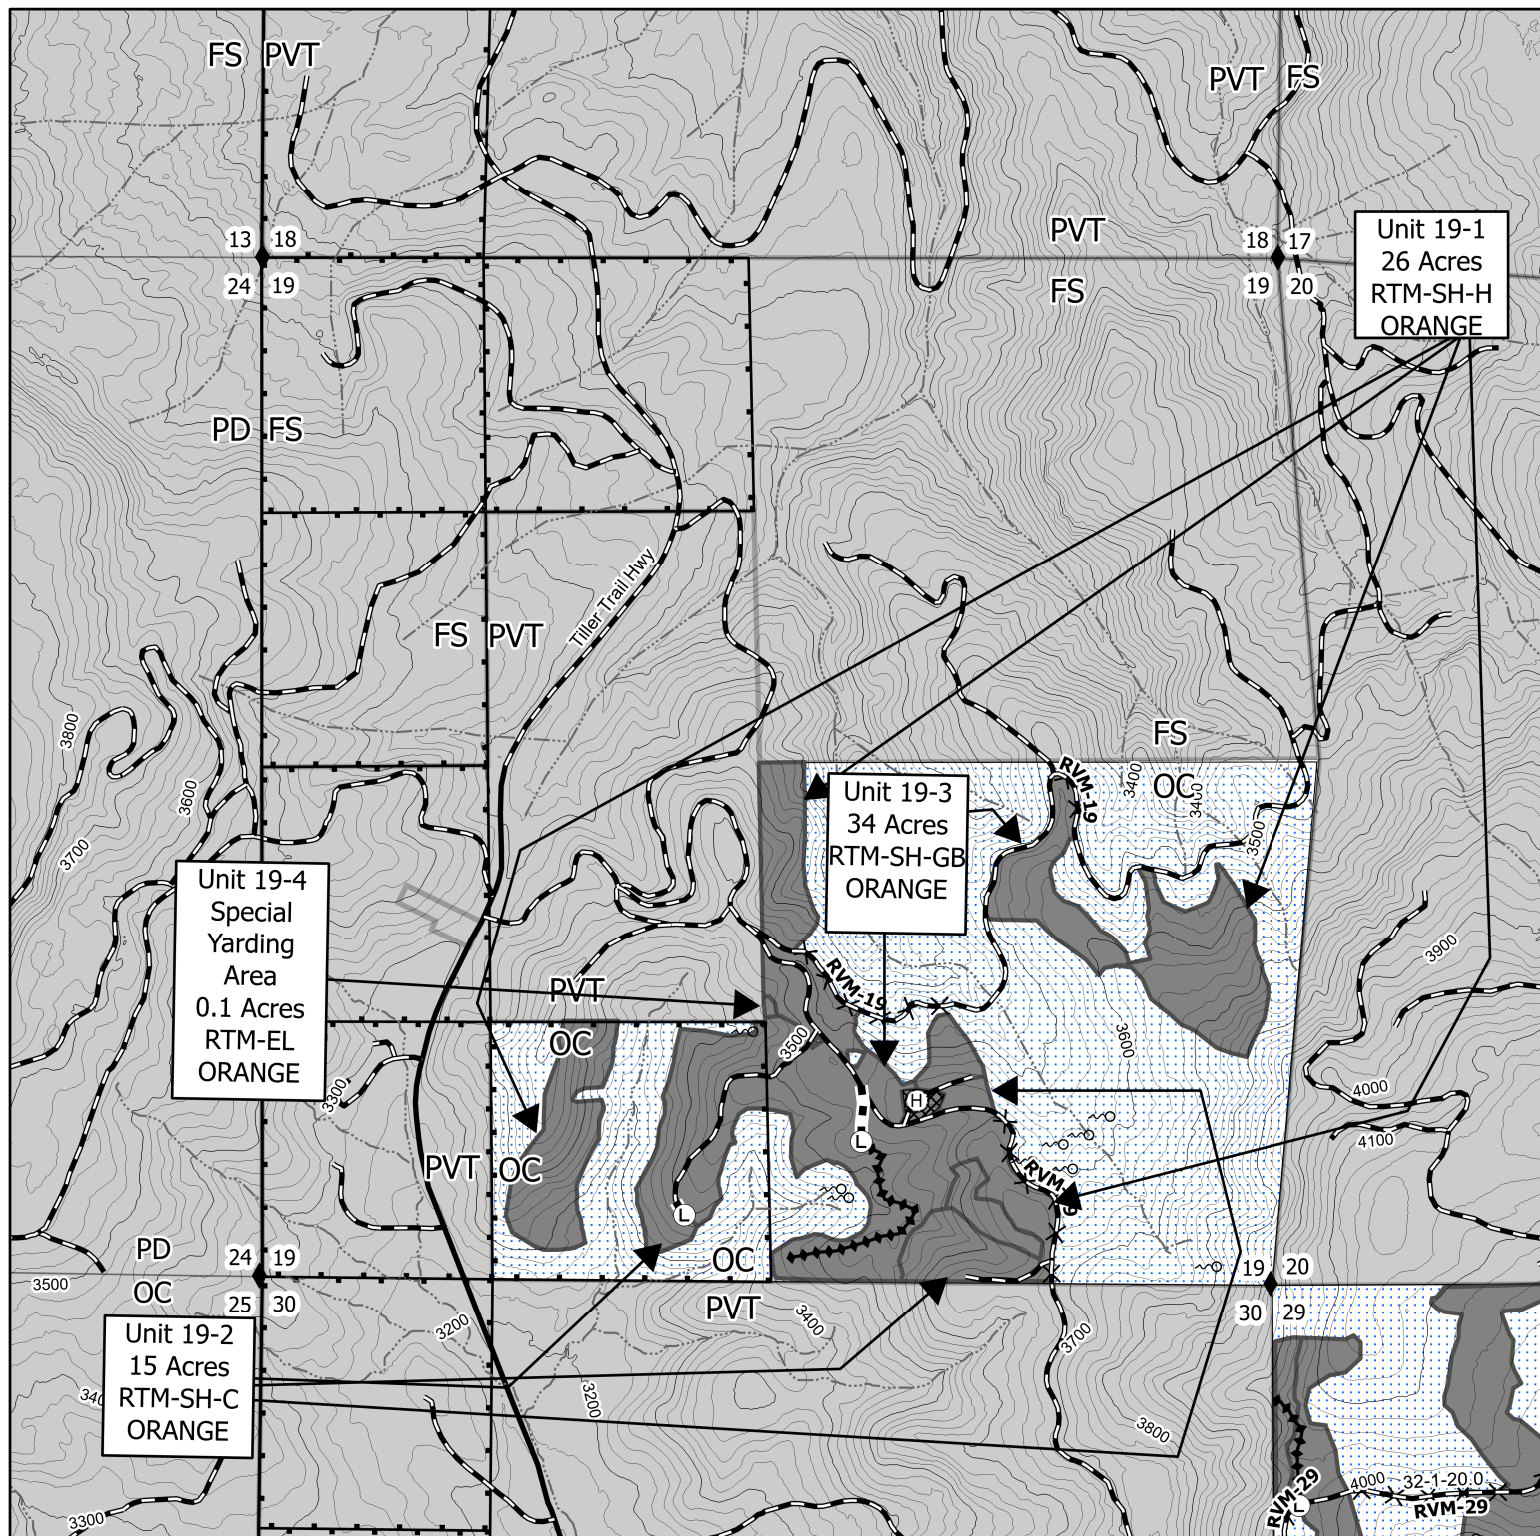 FS PVT
PVT FS
13 18
24 19
PVT
FS
18 17
19 20
Unit 19-1
26 Acres
RTM-SH-H
ORANGE
PD FS
FS PVT
Tiller Trail Hwy
3800
3600
3700
FS
OC
RVM-19
3400
3400
3500
Unit 19-3
34 Acres
RTM-SH-GB
ORANGE
Unit 19-4
Special
Yarding
Area
0.1 Acres
RTM-EL
ORANGE
PVT
OC
RVM-19
3500
3600
3900
4000
4100
3300
H
L
L
PVT OC
PD
OC
24 19
25 30
3500
OC
PVT
19 20
30 29
3200
3400
3700
Unit 19-2
15 Acres
RTM-SH-C
ORANGE
3200
3800
3300
4000
32-1-20.0
RVM-29
RVM-29
L